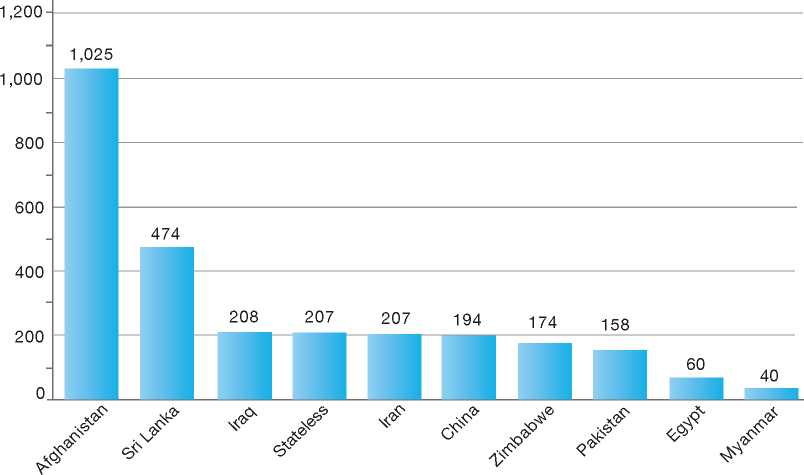 1,200
1,000
800
600
400
200
0
1,025
474
208
207
207
194
174
158
60
40
Afghanistan
Sri Lanka
Iraq
Stateless
Iran
China
Zimbabwe
Pakistan
Egypt
Myanmar